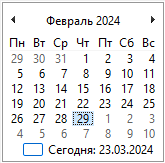 Февраль 2024
Пн Вт Ср Чт Пт Сб Вс
29 30 31 1 2 3 4
5 6 7 8 9 10 11
12 13 14 15 16 17 18
19 20 21 22 23 24 25
26 27 28 29 1 2 3
4 5 6 7 8 9 10
Сегодня: 23.03.2024